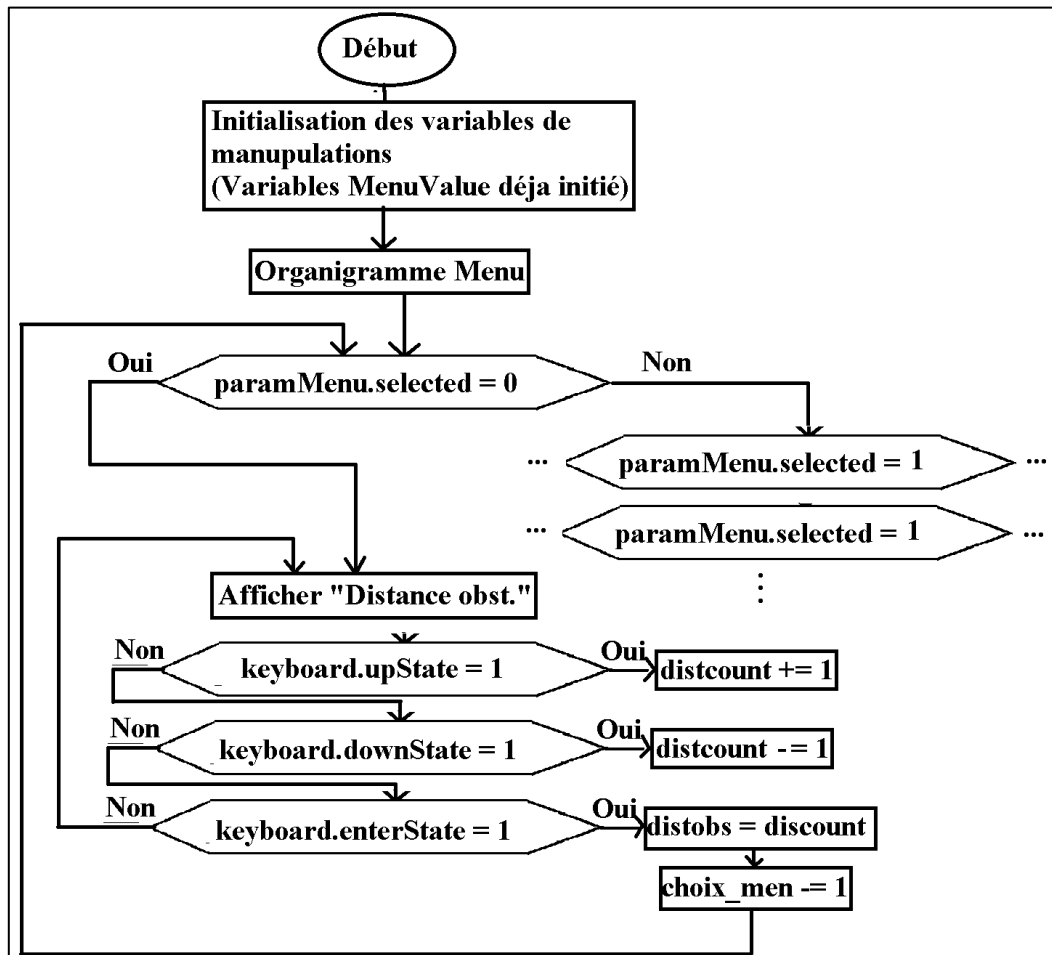 Début
Initialisation des variables de
manupulations
(Variables MenuValue déja initié)
Organigramme Menu
Oui
paramMenu.selected = 0
Non
... paramMenu.selected = 1 ...
... paramMenu.selected = 1 ...
Afficher "Distance obst."
Non
keyboard.upState = 1
Oui
distcount += 1
Non
keyboard.downState = 1
Oui
distcount -= 1
Non
keyboard.enterState = 1
Oui
distobs = discount
choix_men -= 1